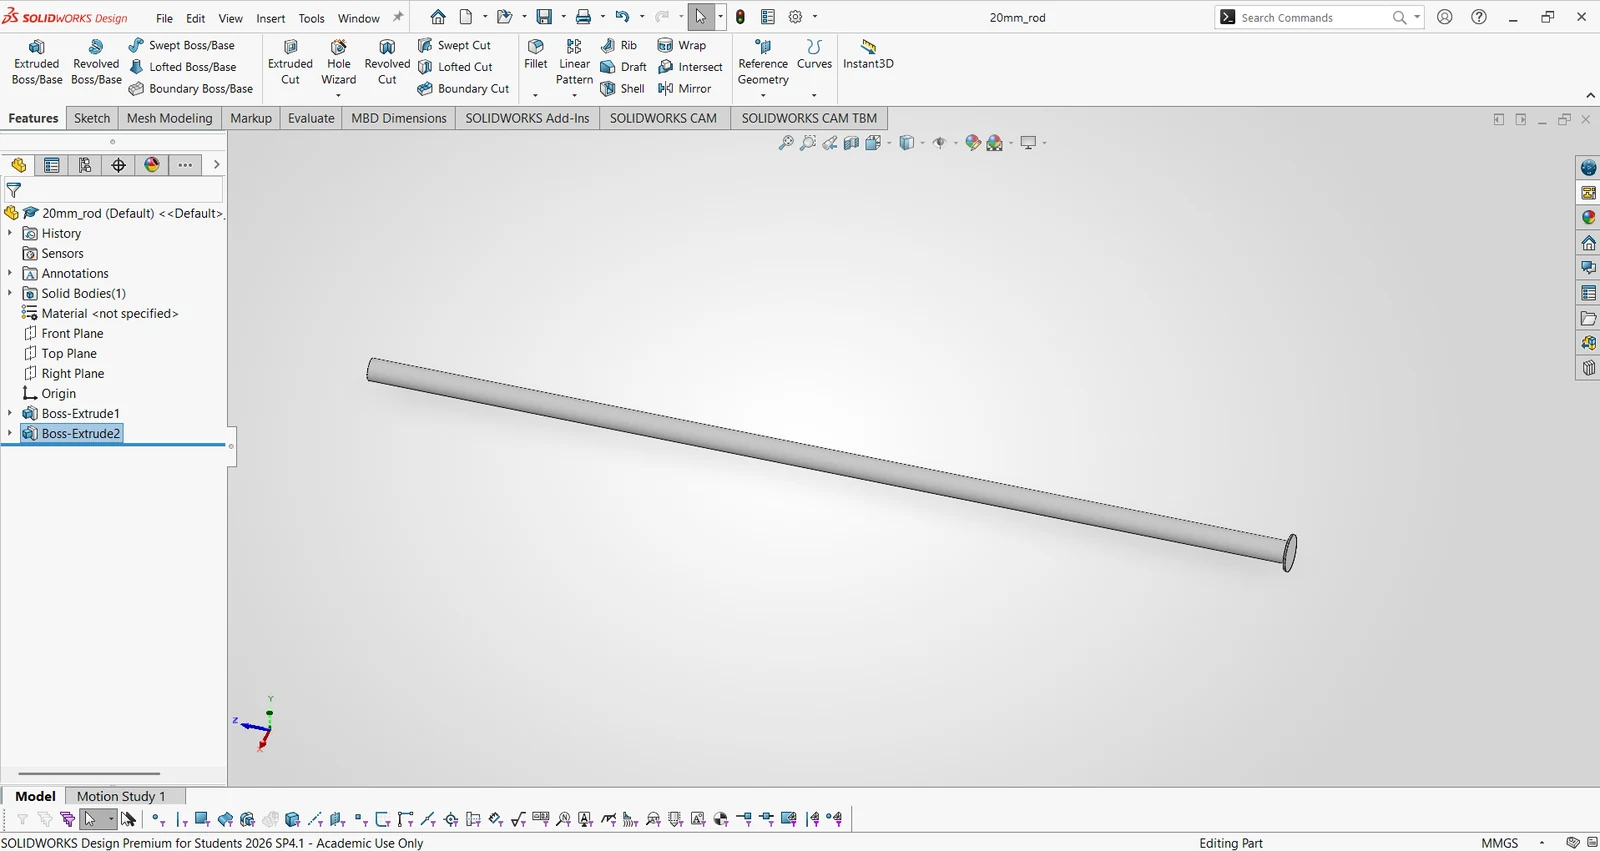 SOLIDWORKS Design
File Edit View Insert Tools Window
20mm_rod
Search Commands
Extruded Boss/Base
Revolved Boss/Base
Swept Boss/Base
Lofted Boss/Base
Boundary Boss/Base
Extruded Cut
Hole Wizard
Revolved Cut
Swept Cut
Lofted Cut
Boundary Cut
Fillet
Linear Pattern
Rib
Draft
Shell
Wrap
Intersect
Mirror
Reference Geometry
Curves
Instant3D
Features Sketch Mesh Modeling Markup Evaluate MBD Dimensions SOLIDWORKS Add-Ins SOLIDWORKS CAM SOLIDWORKS CAM TBM
20mm_rod (Default) <<Default>
History
Sensors
Annotations
Solid Bodies(1)
Material <not specified>
Front Plane
Top Plane
Right Plane
Origin
Boss-Extrude1
Boss-Extrude2
Y
Z
X
Model Motion Study 1
SOLIDWORKS Design Premium for Students 2026 SP4.1 - Academic Use Only
Editing Part
MMGS